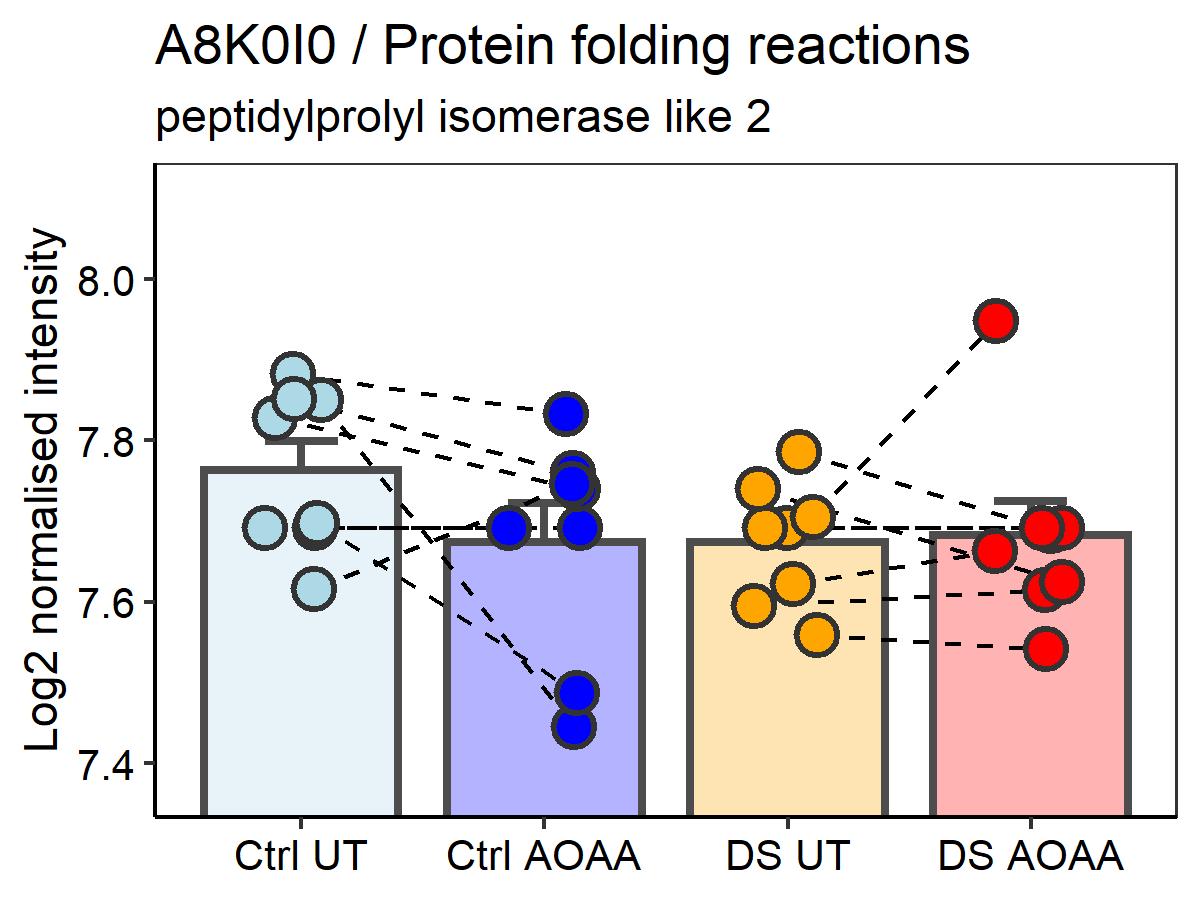 A8K0I0 / Protein folding reactions
peptidylprolyl isomerase like 2
Log2 normalised intensity
8.0
7.8
7.6
7.4
Ctrl UT
Ctrl AOAA
DS UT
DS AOAA